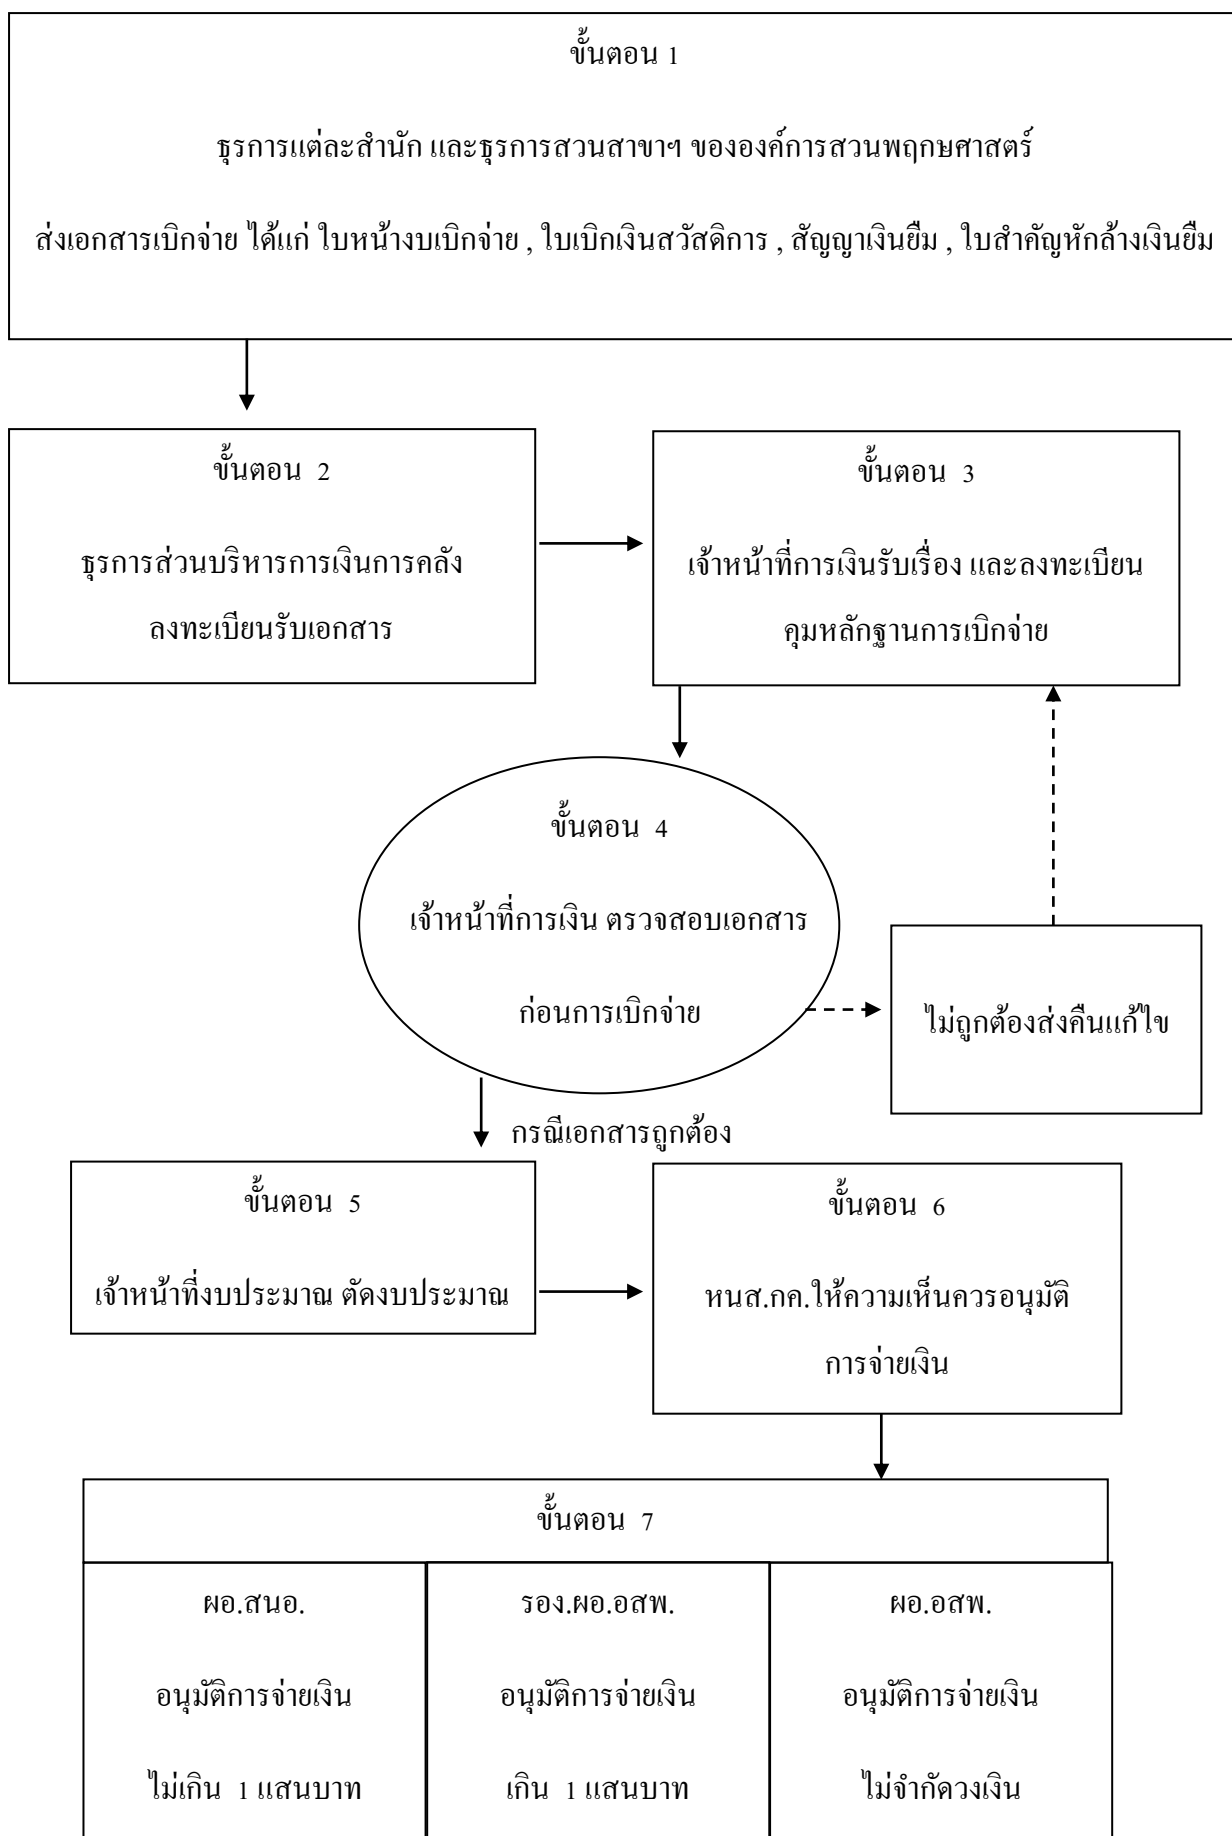 ขั้นตอน 1
ธุรการแต่ละสำนัก และธุรการสวนสาขาฯ ขององค์การสวนพฤกษศาสตร์
ส่งเอกสารเบิกจ่าย ได้แก่ ใบหน้างบเบิกจ่าย , ใบเบิกเงินสวัสดิการ , สัญญาเงินยืม , ใบสำคัญหักล้างเงินยืม
ขั้นตอน 2
ธุรการส่วนบริหารการเงินการคลัง
ลงทะเบียนรับเอกสาร
ขั้นตอน 3
เจ้าหน้าที่การเงินรับเรื่อง และลงทะเบียน
คุมหลักฐานการเบิกจ่าย
ขั้นตอน 4
เจ้าหน้าที่การเงิน ตรวจสอบเอกสาร
ก่อนการเบิกจ่าย
ไม่ถูกต้องส่งคืนแก้ไข
กรณีเอกสารถูกต้อง
ขั้นตอน 5
เจ้าหน้าที่งบประมาณ ตัดงบประมาณ
ขั้นตอน 6
หนส.กค.ให้ความเห็นควรอนุมัติ
การจ่ายเงิน
ขั้นตอน 7
ผอ.สนอ.
อนุมัติการจ่ายเงิน
ไม่เกิน 1 แสนบาท
รอง.ผอ.อสพ.
อนุมัติการจ่ายเงิน
เกิน 1 แสนบาท
ผอ.อสพ.
อนุมัติการจ่ายเงิน
ไม่จำกัดวงเงิน